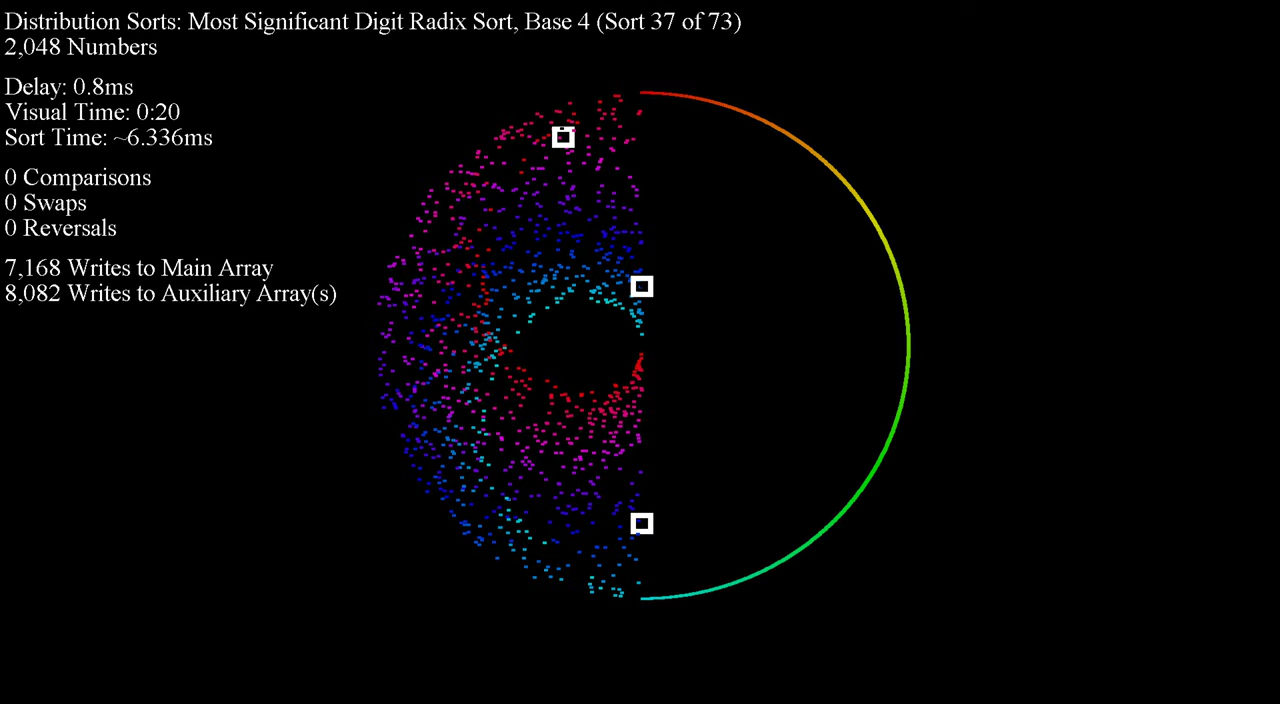 Distribution Sorts: Most Significant Digit Radix Sort, Base 4 (Sort 37 of 73)
2,048 Numbers
Delay: 0.8ms
Visual Time: 0:20
Sort Time: ~6.336ms
0 Comparisons
0 Swaps
0 Reversals
7,168 Writes to Main Array
8,082 Writes to Auxiliary Array(s)